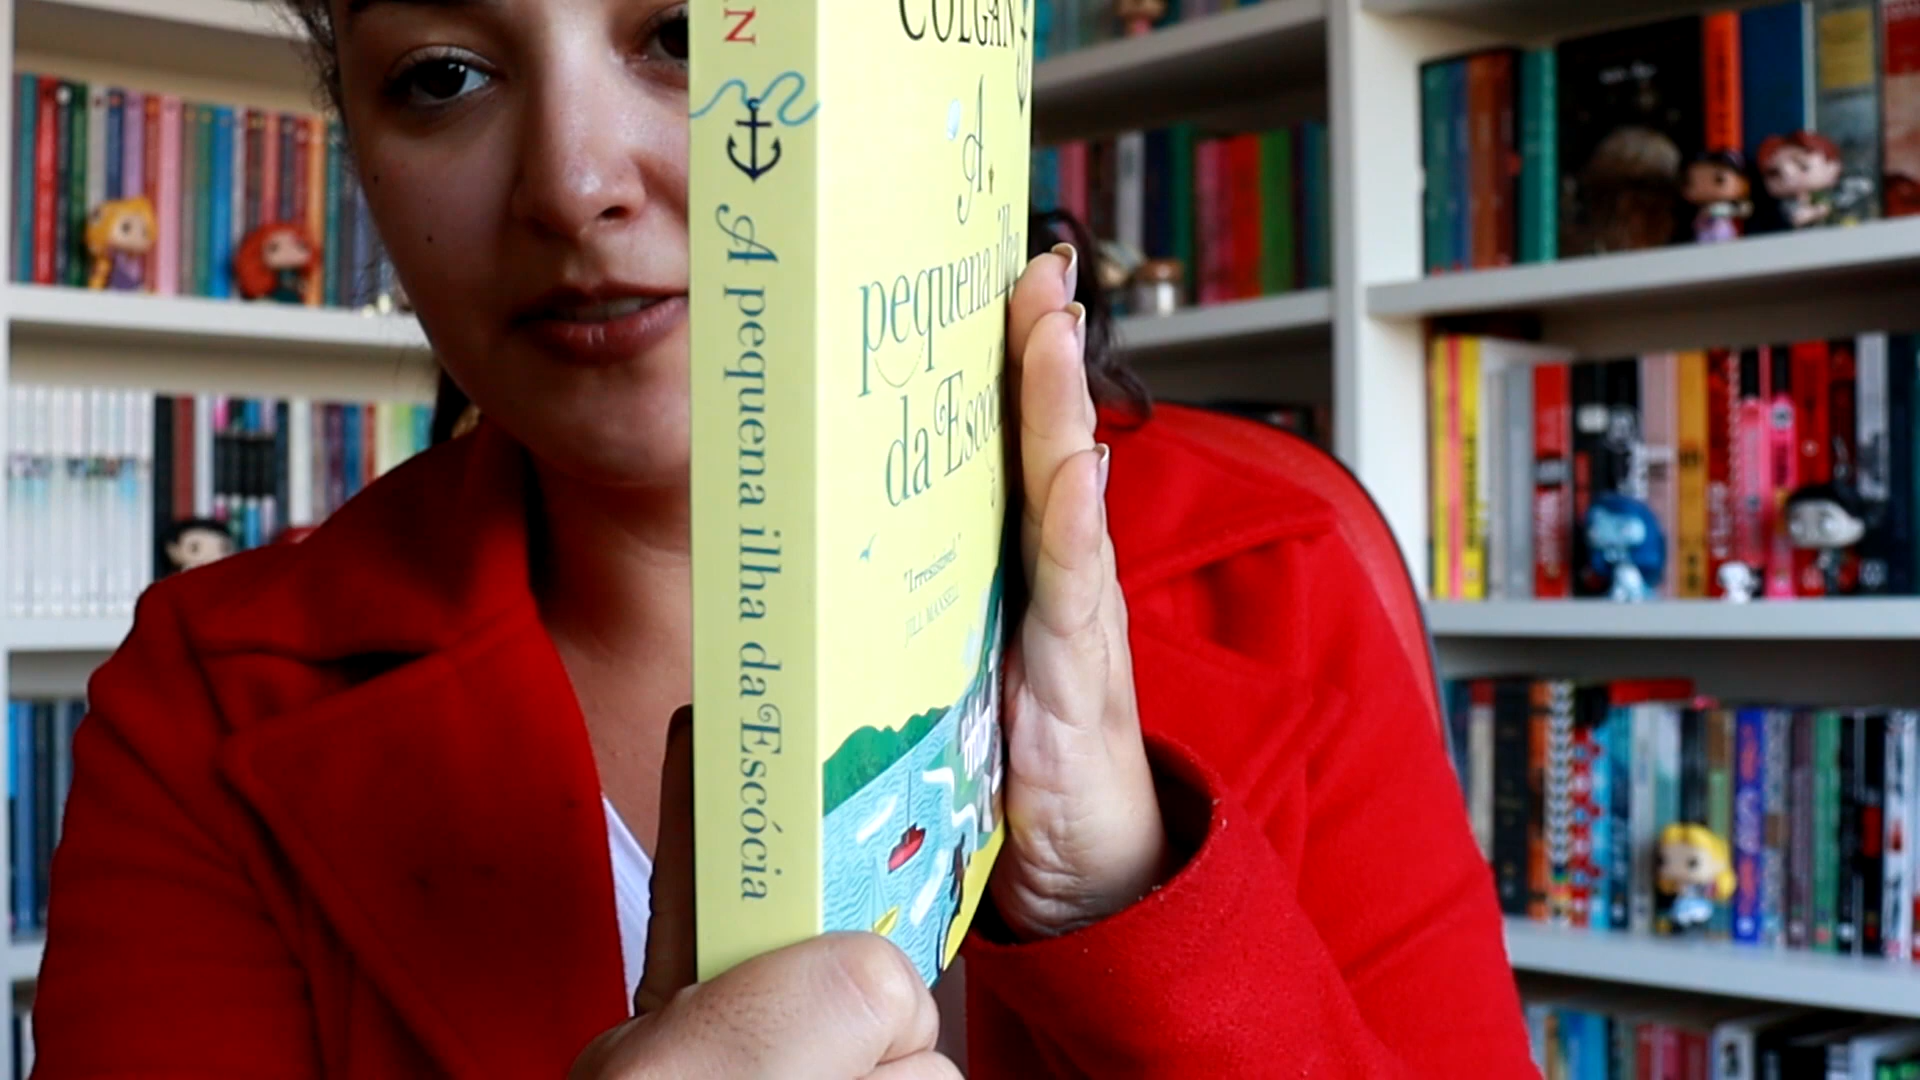 N
A pequena ilha da Escócia
COLGAN
A
pequena ilha
da Escócia
"Irresistível."
JILL MANSELL